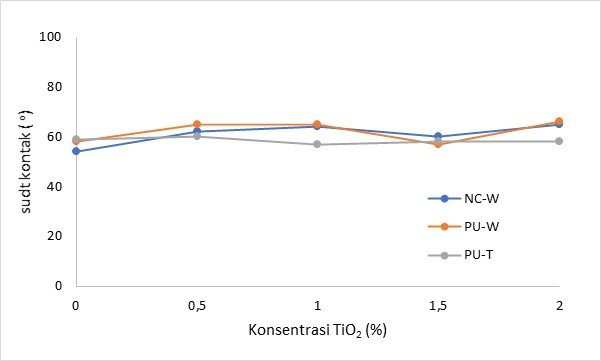 100
80
60
40
20
0
sudt kontak ( °)
0 0,5 1 1,5 2
Konsentrasi TiO₂ (%)
NC-W
PU-W
PU-T